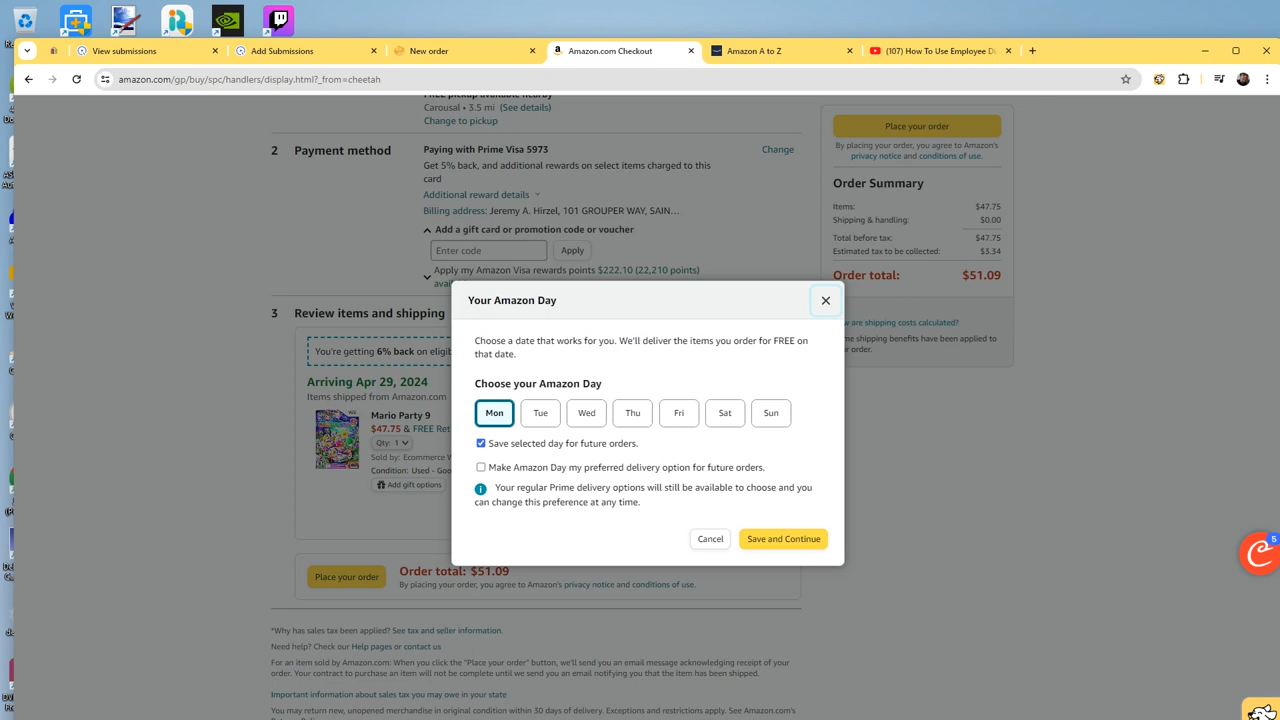 View submissions
Add Submissions
New order
Amazon.com Checkout
Amazon A to Z
(107) How To Use Employee Di
amazon.com/gp/buy/spc/handlers/display.html?_from=cheetah
FREE pickup available nearby
Carousal • 3.5 mi (See details)
Change to pickup
2 Payment method
Paying with Prime Visa 5973
Change
Get 5% back, and additional rewards on select items charged to this
card
Additional reward details
Billing address: Jeremy A. Hirzel, 101 GROUPER WAY, SAIN…
Add a gift card or promotion code or voucher
Enter code
Apply
Apply my Amazon Visa rewards points $222.10 (22,210 points)
3 Review items and shipping
You're getting 6% back on eligib
Arriving Apr 29, 2024
Items shipped from Amazon.com
Mario Party 9
$47.75 & FREE Ret
Qty: 1
Sold by: Ecommerce W
Condition: Used - Goo
Add gift options
Place your order
Order total: $51.09
By placing your order, you agree to Amazon's privacy notice and conditions of use.
Your Amazon Day
Choose a date that works for you. We'll deliver the items you order for FREE on
that date.
Choose your Amazon Day
Mon
Tue
Wed
Thu
Fri
Sat
Sun
Save selected day for future orders.
Make Amazon Day my preferred delivery option for future orders.
Your regular Prime delivery options will still be available to choose and you
can change this preference at any time.
Cancel
Save and Continue
Place your order
By placing your order, you agree to Amazon's
privacy notice and conditions of use.
Order Summary
Items: $47.75
Shipping & handling: $0.00
Total before tax: $47.75
Estimated tax to be collected: $3.34
Order total: $51.09
are shipping costs calculated?
me shipping benefits have been applied to
r order.
5
*Why has sales tax been applied? See tax and seller information.
Need help? Check our Help pages or contact us
For an item sold by Amazon.com: When you click the "Place your order" button, we'll send you an email message acknowledging receipt of your
order. Your contract to purchase an item will not be complete until we send you an email notifying you that the item has been shipped.
Important information about sales tax you may owe in your state
You may return new, unopened merchandise in original condition within 30 days of delivery. Exceptions and restrictions apply. See Amazon.com's